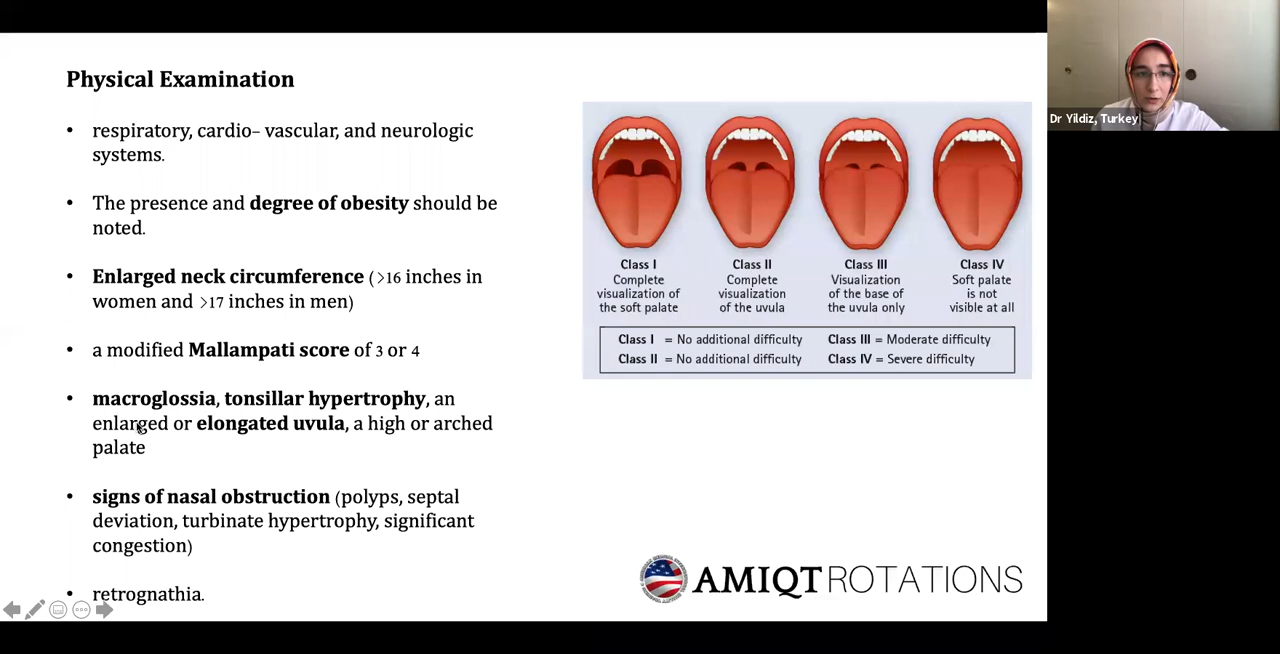 Physical Examination
• respiratory, cardio– vascular, and neurologic
systems.
• The presence and degree of obesity should be
noted.
• Enlarged neck circumference (>16 inches in
women and >17 inches in men)
• a modified Mallampati score of 3 or 4
• macroglossia, tonsillar hypertrophy, an
enlarged or elongated uvula, a high or arched
palate
• signs of nasal obstruction (polyps, septal
deviation, turbinate hypertrophy, significant
congestion)
• retrognathia.
Class I
Complete
visualization of
the soft palate
Class II
Complete
visualization
of the uvula
Class III
Visualization
of the base of
the uvula only
Class IV
Soft palate
is not
visible at all
Class I = No additional difficulty
Class II = No additional difficulty
Class III = Moderate difficulty
Class IV = Severe difficulty
AMIQT ROTATIONS
Dr Yildiz, Turkey